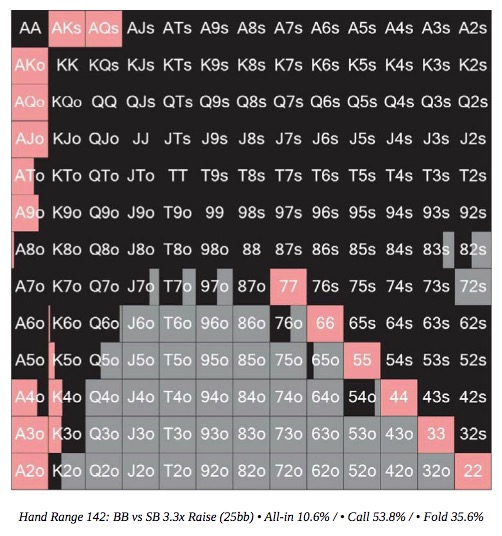 AA AKs AQs AJs ATs A9s A8s A7s A6s A5s A4s A3s A2s
AKo KK KQs KJs KTs K9s K8s K7s K6s K5s K4s K3s K2s
AQo KQo QQ QJs QTs Q9s Q8s Q7s Q6s Q5s Q4s Q3s Q2s
AJo KJo QJo JJ JTs J9s J8s J7s J6s J5s J4s J3s J2s
ATo KTo QTo JTo TT T9s T8s T7s T6s T5s T4s T3s T2s
A9o K9o Q9o J9o T9o 99 98s 97s 96s 95s 94s 93s 92s
A8o K8o Q8o J8o T8o 98o 88 87s 86s 85s 84s 83s 82s
A7o K7o Q7o J7o T7o 97o 87o 77 76s 75s 74s 73s 72s
A6o K6o Q6o J6o T6o 96o 86o 76o 66 65s 64s 63s 62s
A5o K5o Q5o J5o T5o 95o 85o 75o 65o 55 54s 53s 52s
A4o K4o Q4o J4o T4o 94o 84o 74o 64o 54o 44 43s 42s
A3o K3o Q3o J3o T3o 93o 83o 73o 63o 53o 43o 33 32s
A2o K2o Q2o J2o T2o 92o 82o 72o 62o 52o 42o 32o 22
Hand Range 142: BB vs SB 3.3x Raise (25bb) • All-in 10.6% / • Call 53.8% / • Fold 35.6%